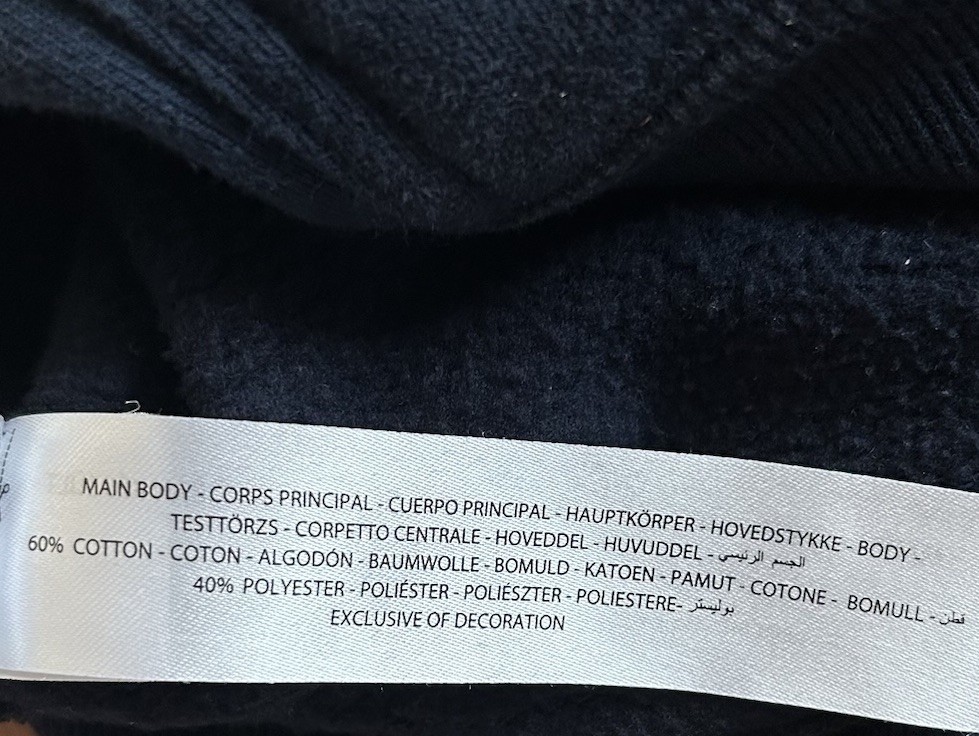 MAIN BODY - CORPS PRINCIPAL - CUERPO PRINCIPAL - HAUPTKÖRPER - HOVEDSTYKKE - BODY -
TESTTÖRZS - CORPETTO CENTRALE - HOVEDDEL - HUVUDDEL - الجسم الرئيسي
60% COTTON - COTON - ALGODÓN - BAUMWOLLE - BOMULD - KATOEN - PAMUT - COTONE - BOMULL - قطن
40% POLYESTER - POLIÉSTER - POLIÉSZTER - POLIESTERE- بوليستر
EXCLUSIVE OF DECORATION